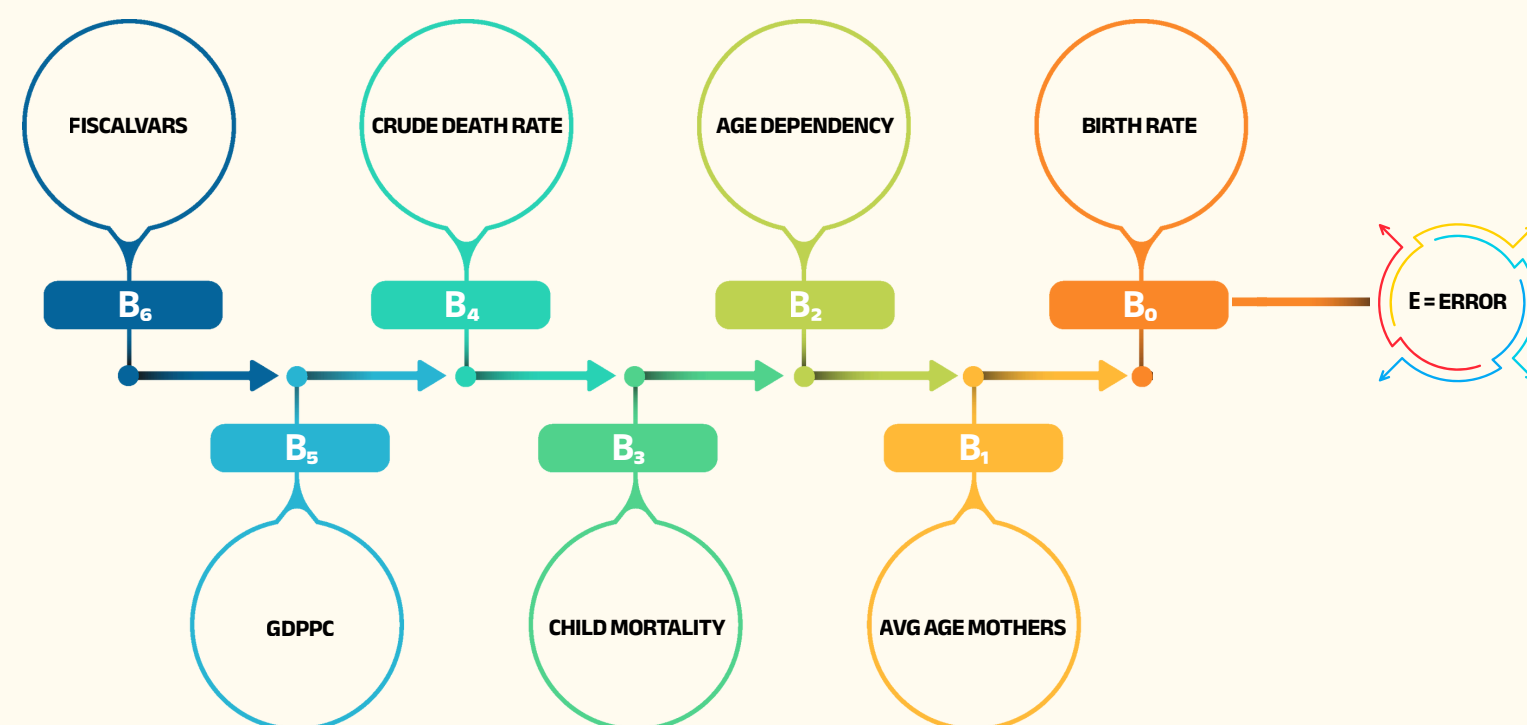 FISCALVARS
CRUDE DEATH RATE
AGE DEPENDENCY
BIRTH RATE
B₆
B₄
B₂
B₀
E = ERROR
B₅
B₃
B₁
GDPPC
CHILD MORTALITY
AVG AGE MOTHERS